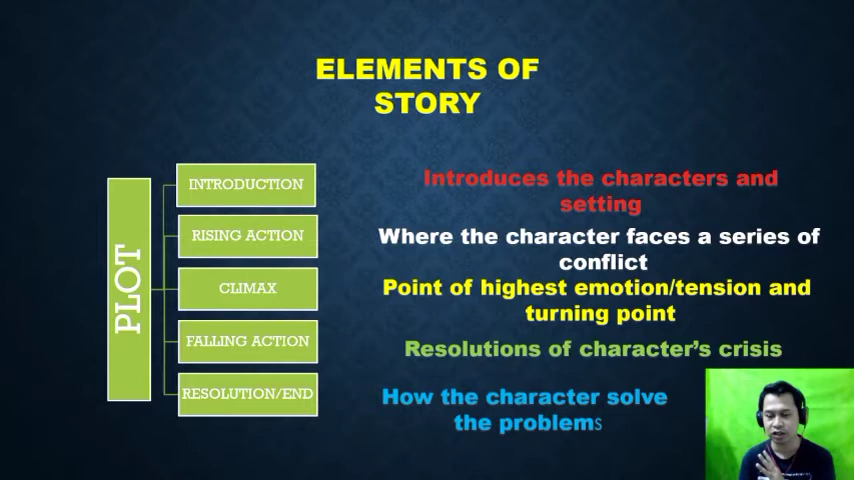 ELEMENTS OF
STORY
PLOT
INTRODUCTION
Introduces the characters and
setting
RISING ACTION
Where the character faces a series of
conflict
CLIMAX
Point of highest emotion/tension and
turning point
FALLING ACTION
Resolutions of character's crisis
RESOLUTION/END
How the character solve
the problems